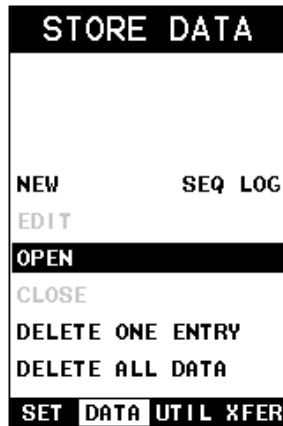 STORE DATA
NEW SEQ LOG
EDIT
OPEN
CLOSE
DELETE ONE ENTRY
DELETE ALL DATA
SET DATA UTIL XFER